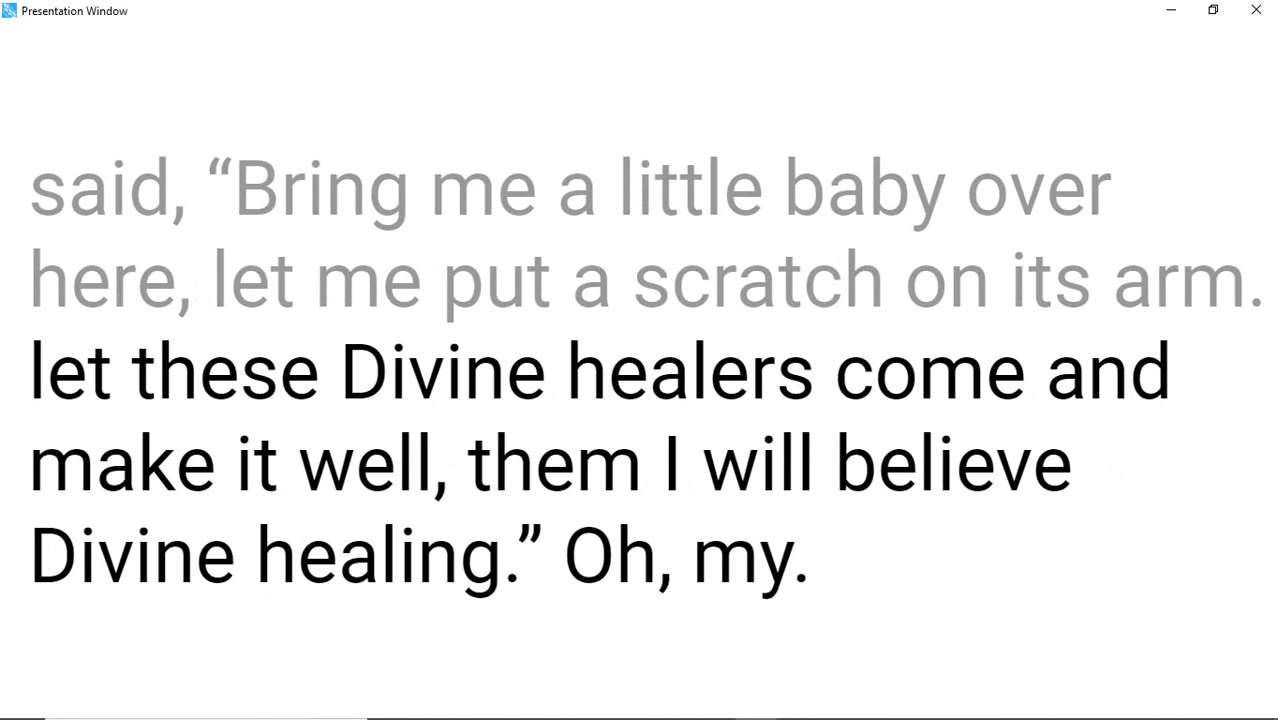 Presentation Window
said, “Bring me a little baby over
here, let me put a scratch on its arm.
let these Divine healers come and
make it well, them I will believe
Divine healing.” Oh, my.